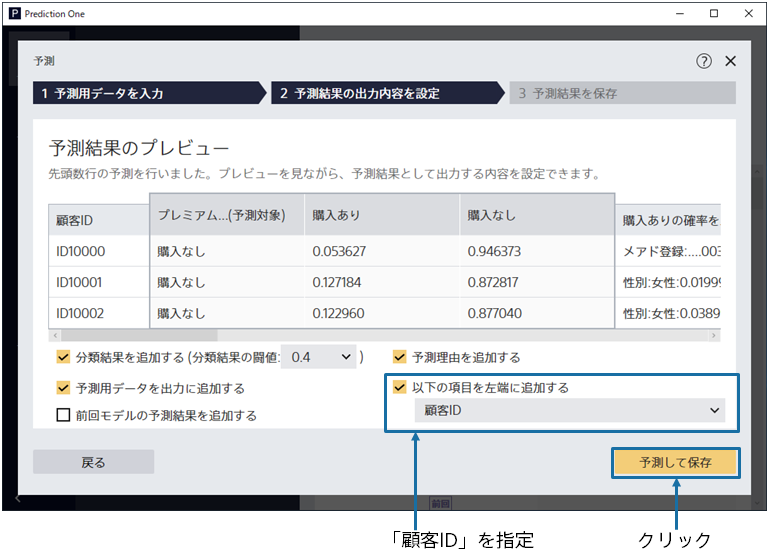 Prediction One
予測
1 予測用データを入力
2 予測結果の出力内容を設定
3 予測結果を保存
予測結果のプレビュー
先頭数行の予測を行いました。プレビューを見ながら、予測結果として出力する内容を設定できます。
顧客ID プレミアム...(予測対象) 購入あり 購入なし 購入ありの確率を
ID10000 購入なし 0.053627 0.946373 メアド登録:....003
ID10001 購入なし 0.127184 0.872817 性別:女性:0.01999
ID10002 購入なし 0.122960 0.877040 性別:女性:0.0389
分類結果を追加する (分類結果の閾値: 0.4 )
予測理由を追加する
予測用データを出力に追加する
以下の項目を左端に追加する
顧客ID
前回モデルの予測結果を追加する
戻る
予測して保存
前回
「顧客ID」を指定
クリック